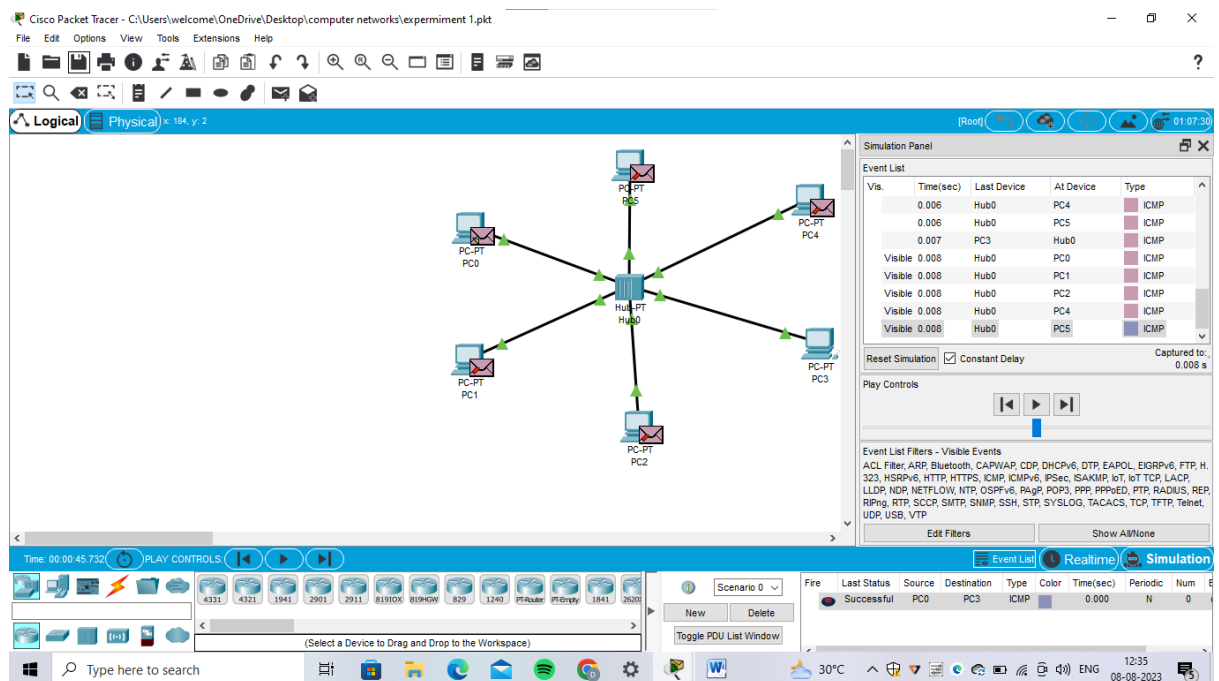 Cisco Packet Tracer - C:\Users\welcome\OneDrive\Desktop\computer networks\expermiment 1.pkt
File Edit Options View Tools Extensions Help
?
Logical Physical x: 184, y: 2 [Root] 01:07:30
Simulation Panel
Event List
Vis. Time(sec) Last Device At Device Type
0.006 Hub0 PC4 ICMP
0.006 Hub0 PC5 ICMP
0.007 PC3 Hub0 ICMP
Visible 0.008 Hub0 PC0 ICMP
Visible 0.008 Hub0 PC1 ICMP
Visible 0.008 Hub0 PC2 ICMP
Visible 0.008 Hub0 PC4 ICMP
Visible 0.008 Hub0 PC5 ICMP
Reset Simulation Constant Delay Captured to:
0.008 s
Play Controls
Event List Filters - Visible Events
ACL Filter, ARP, Bluetooth, CAPWAP, CDP, DHCPv6, DTP, EAPOL, EIGRPv6, FTP, H.
323, HSRPv6, HTTP, HTTPS, ICMP, ICMPv6, IPSec, ISAKMP, IoT, IoT TCP, LACP,
LLDP, NDP, NETFLOW, NTP, OSPFv6, PAgP, POP3, PPP, PPPoED, PTP, RADIUS, REP,
RIPng, RTP, SCCP, SMTP, SNMP, SSH, STP, SYSLOG, TACACS, TCP, TFTP, Telnet,
UDP, USB, VTP
Edit Filters Show All/None
PC-PT
PC5
PC-PT
PC4
PC-PT
PC0
Hub-PT
Hub0
PC-PT
PC3
PC-PT
PC1
PC-PT
PC2
Time: 00:00:45.732 PLAY CONTROLS: Event List Realtime Simulation
4331 4321 1941 2901 2911 819IOX 819HGW 829 1240 PT-Router PT-Empty 1841
(Select a Device to Drag and Drop to the Workspace)
Scenario 0
New Delete
Toggle PDU List Window
Fire Last Status Source Destination Type Color Time(sec) Periodic Num
Successful PC0 PC3 ICMP 0.000 N 0
Type here to search
30°C ENG
12:35
08-08-2023
5